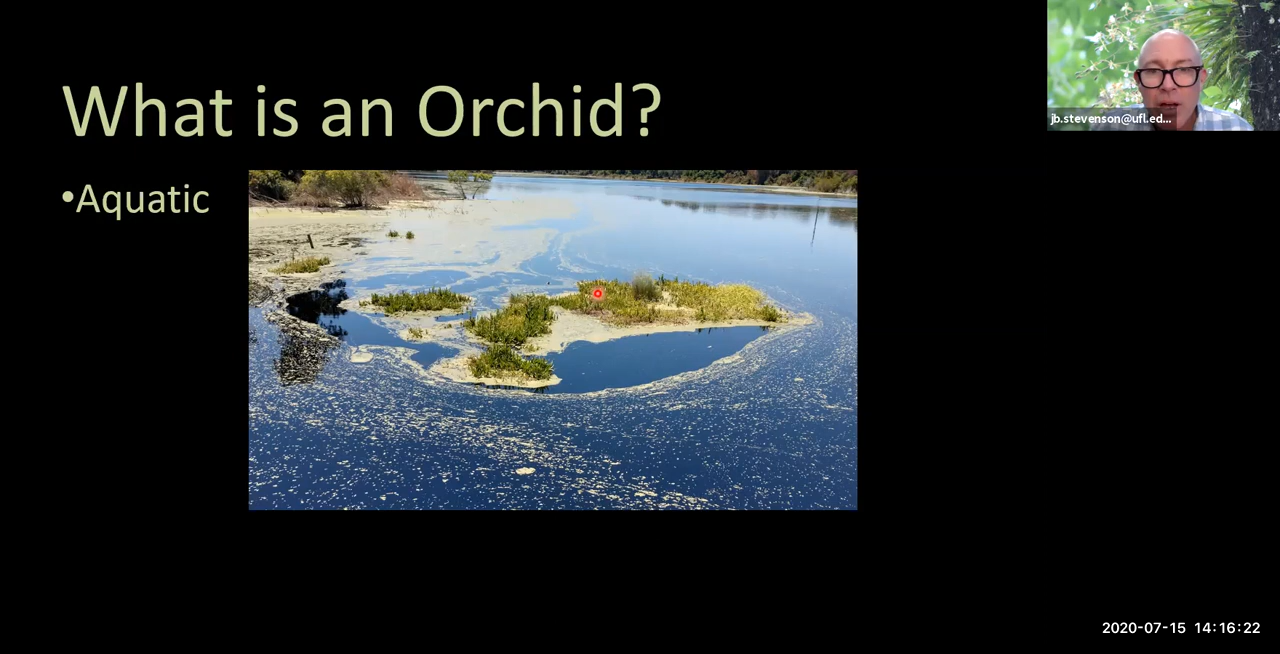 What is an Orchid?
•Aquatic
jb.stevenson@ufl.ed...
2020-07-15 14:16:22